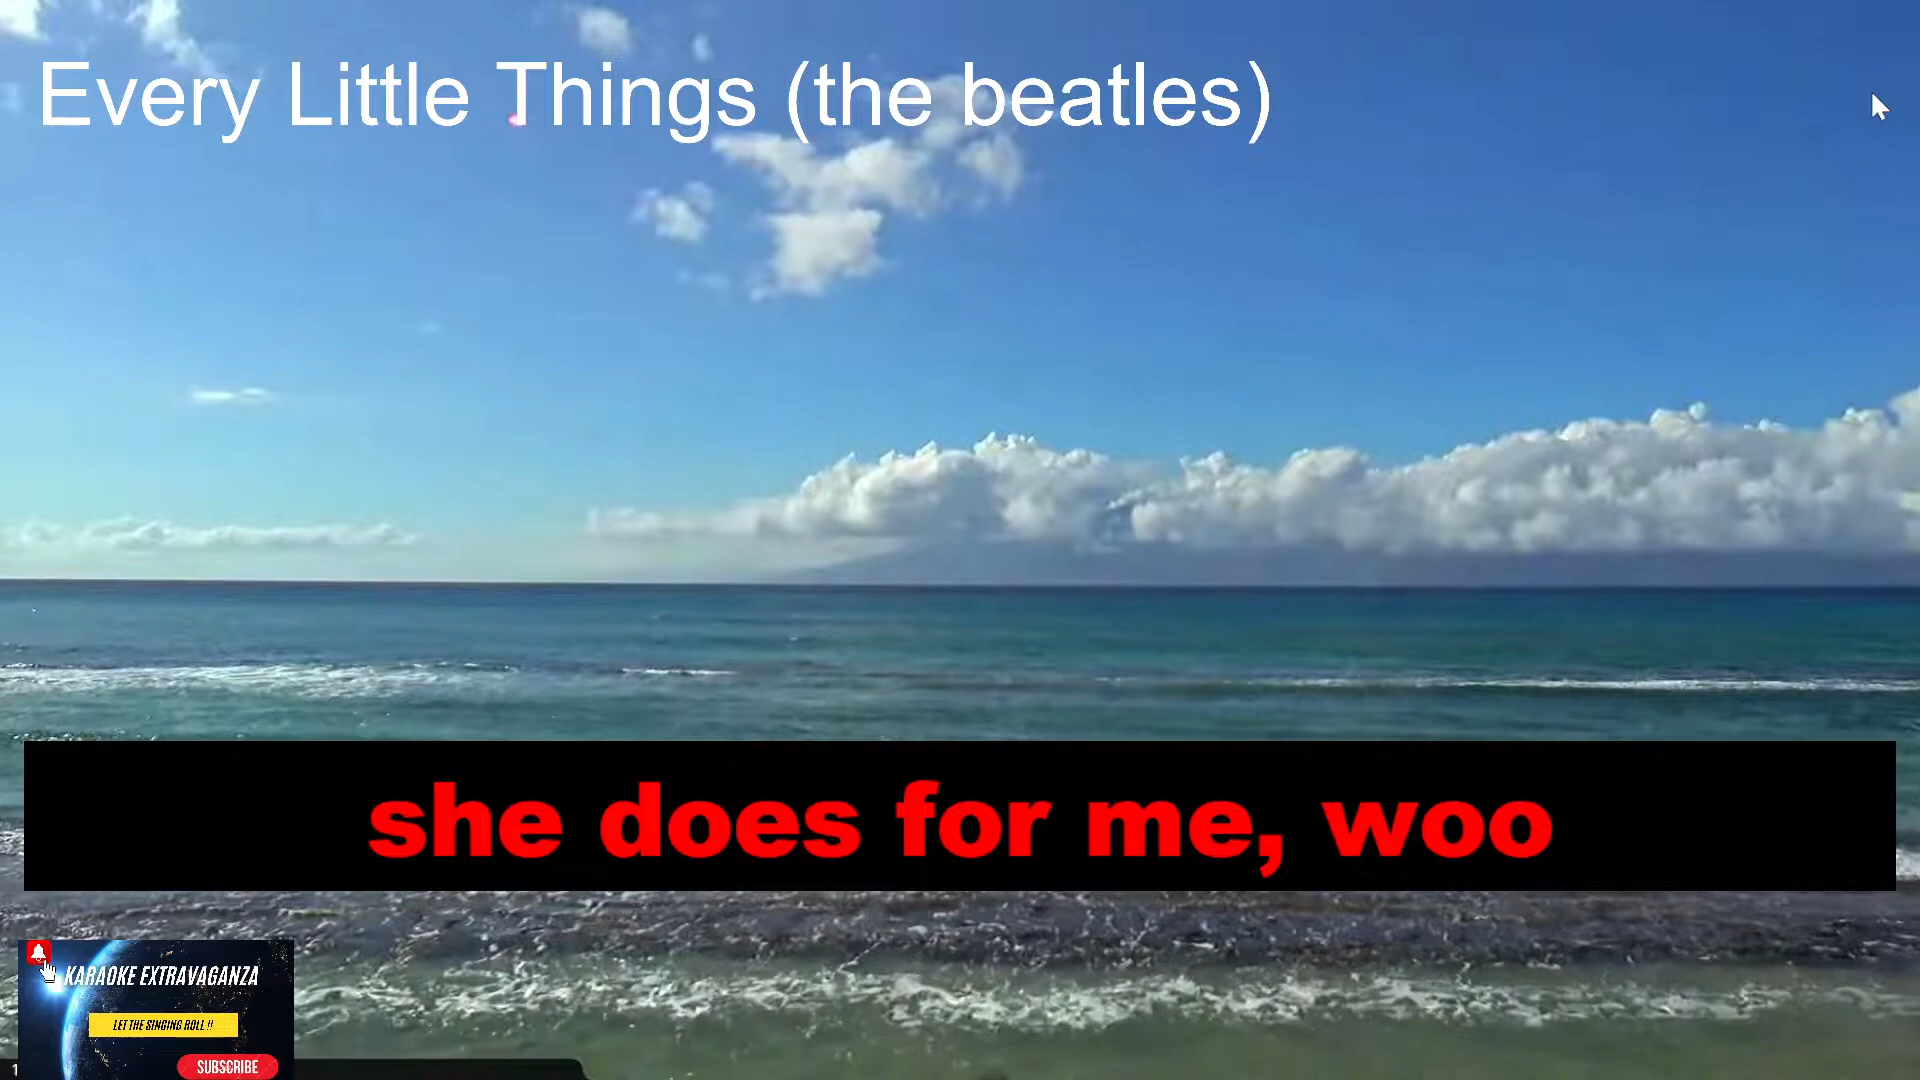 Every Little Things (the beatles)
she does for me, woo
KARAOKE EXTRAVAGANZA
LET THE SINGING ROLL !!
SUBSCRIBE